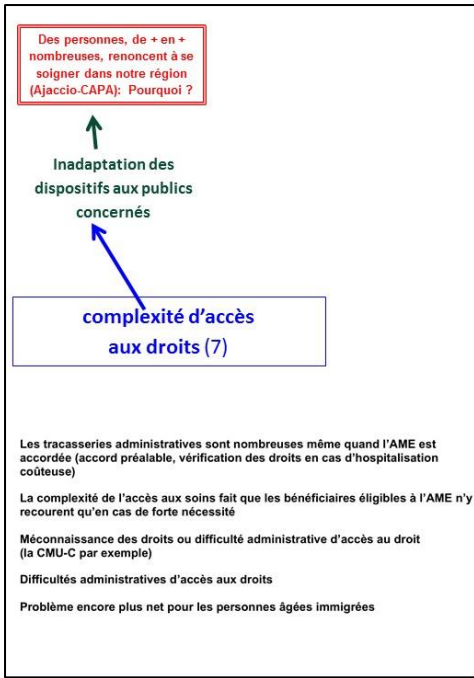 Des personnes, de + en +
nombreuses, renoncent à se
soigner dans notre région
(Ajaccio-CAPA): Pourquoi ?
Inadaptation des
dispositifs aux publics
concernés
complexité d’accès
aux droits (7)
Les tracasseries administratives sont nombreuses même quand l’AME est
accordée (accord préalable, vérification des droits en cas d’hospitalisation
coûteuse)
La complexité de l’accès aux soins fait que les bénéficiaires éligibles à l’AME n’y
recourent qu’en cas de forte nécessité
Méconnaissance des droits ou difficulté administrative d’accès au droit
(la CMU-C par exemple)
Difficultés administratives d’accès aux droits
Problème encore plus net pour les personnes âgées immigrées